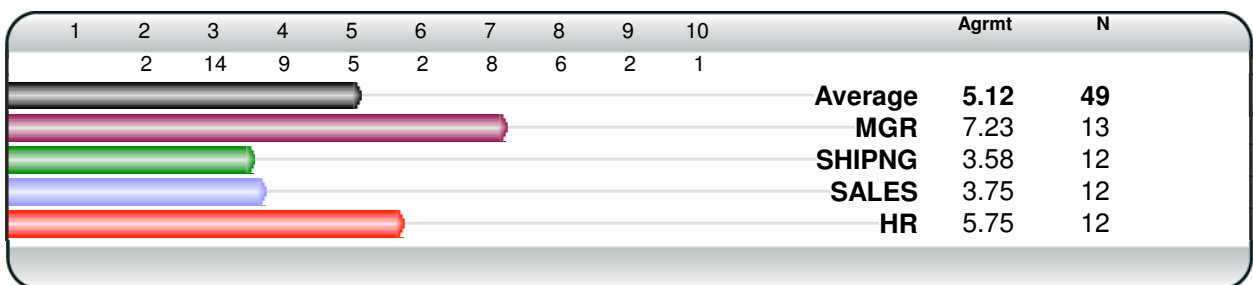 1 2 3 4 5 6 7 8 9 10 Agrmt N
2 14 9 5 2 8 6 2 1
Average 5.12 49
MGR 7.23 13
SHIPNG 3.58 12
SALES 3.75 12
HR 5.75 12